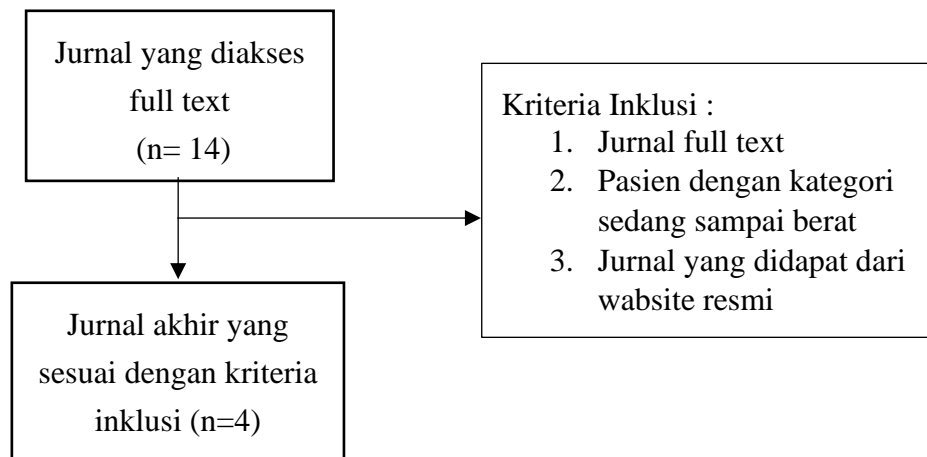 Jurnal yang diakses
full text
(n= 14)
Kriteria Inklusi :
1. Jurnal full text
2. Pasien dengan kategori
sedang sampai berat
3. Jurnal yang didapat dari
wabsite resmi
Jurnal akhir yang
sesuai dengan kriteria
inklusi (n=4)